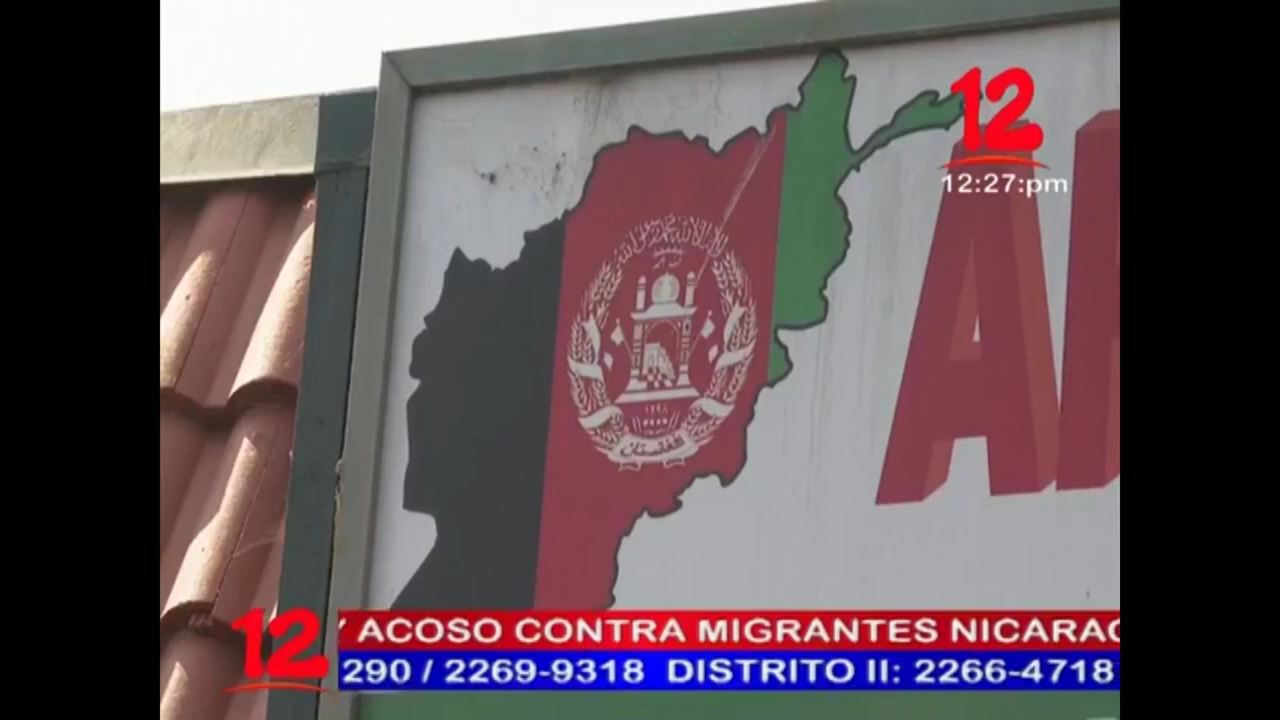 12
12:27:pm
A
12
ACOSO CONTRA MIGRANTES NICARAG
290 / 2269-9318 DISTRITO II: 2266-4718